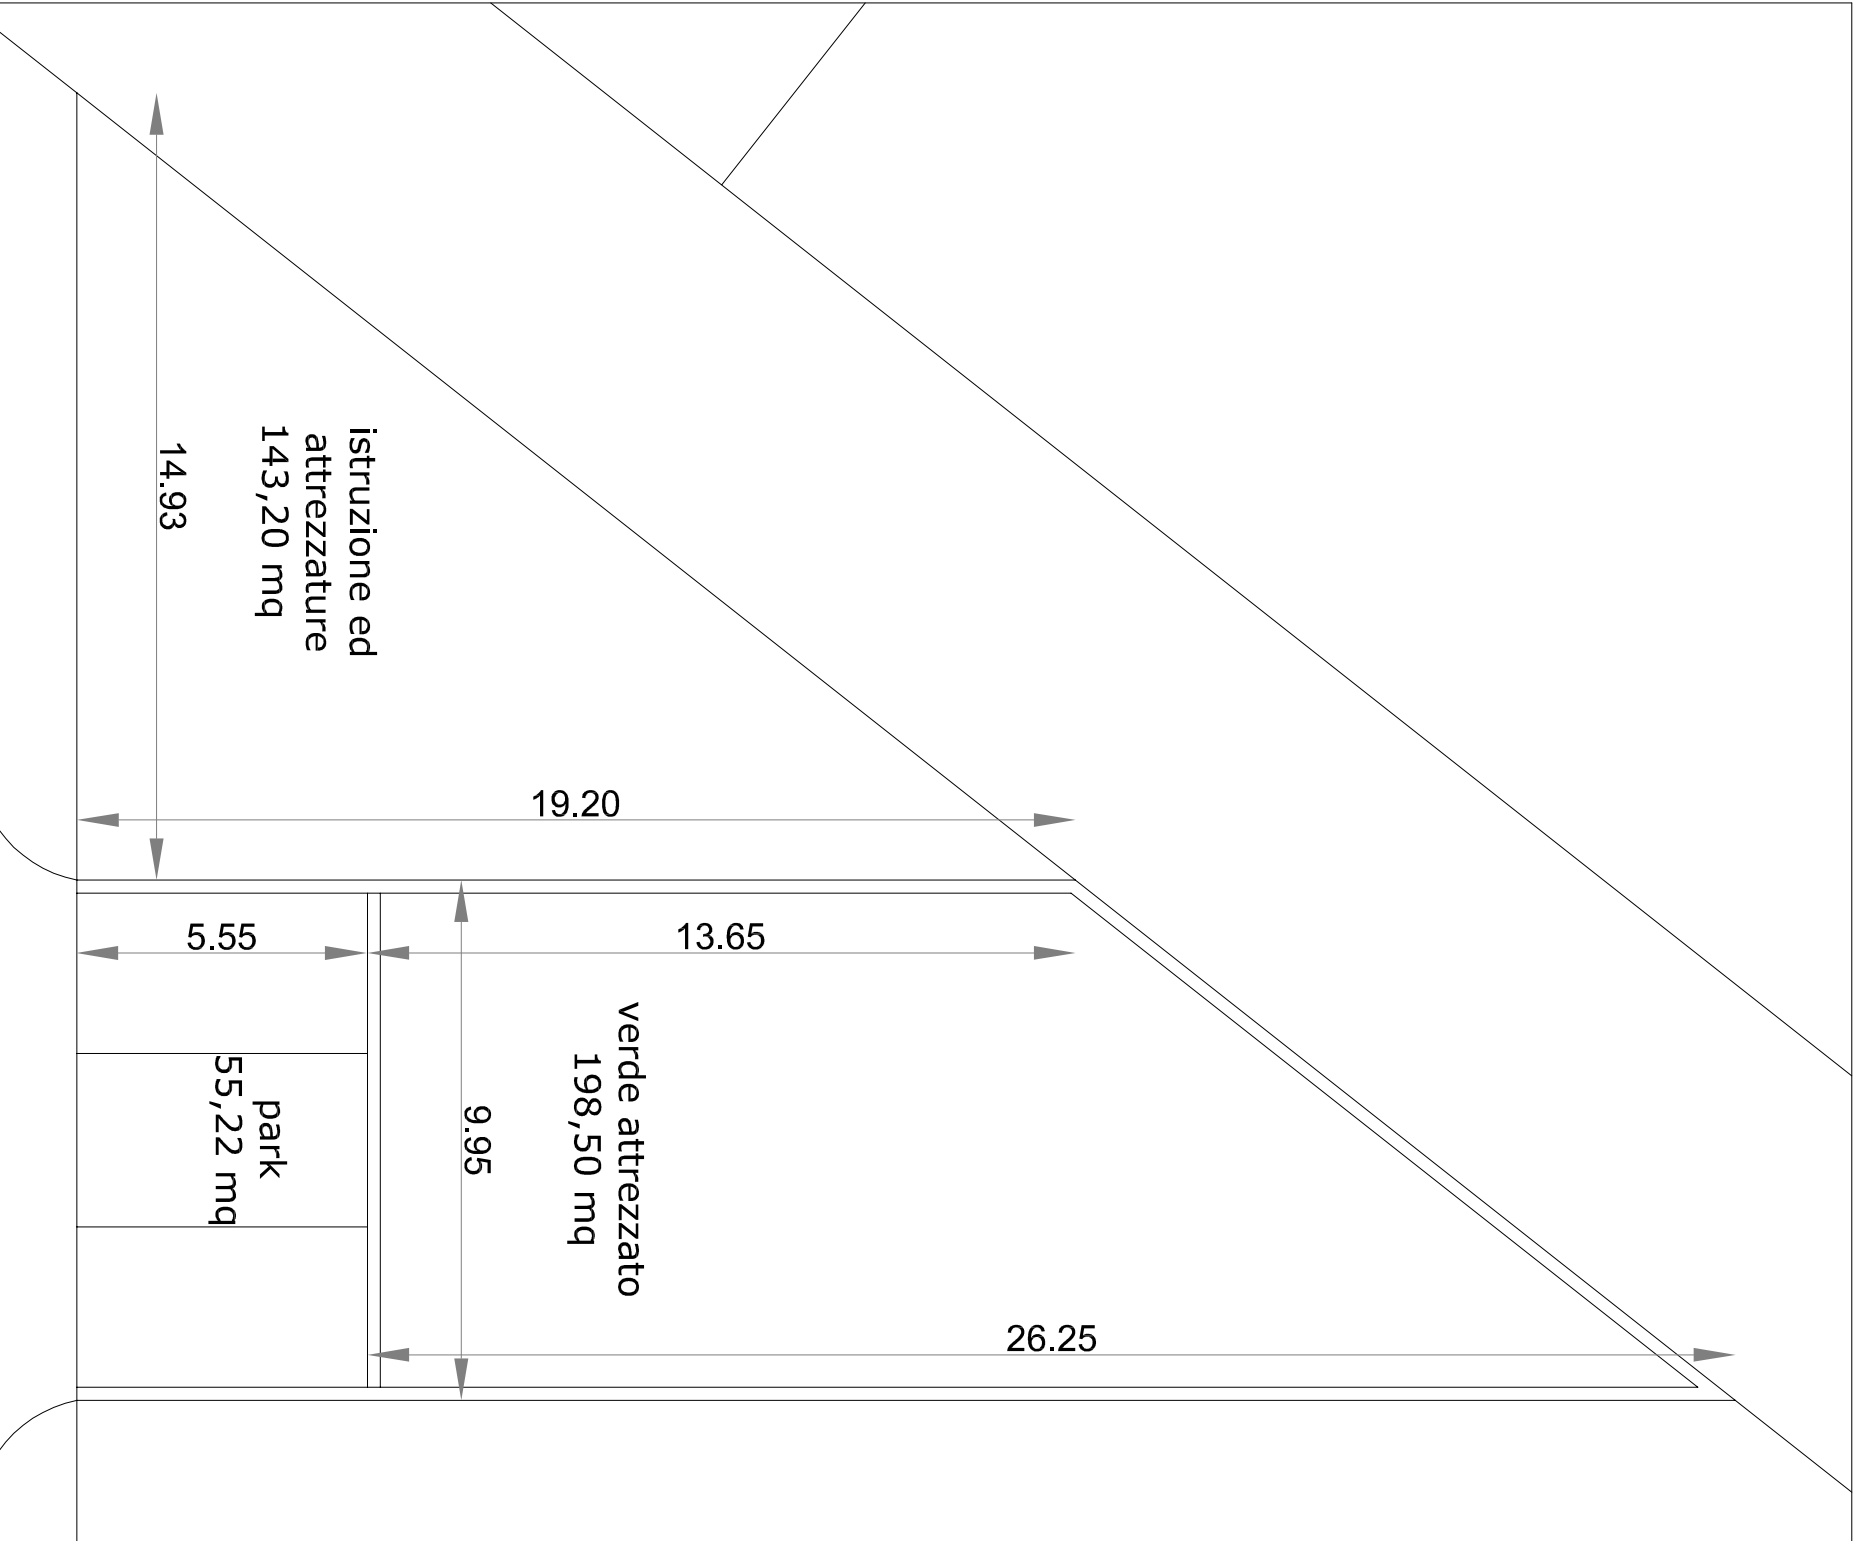 istruzione ed
attrezzature
143,20 mq
14.93
19.20
5.55
13.65
verde attrezzato
198,50 mq
9.95
park
55,22 mq
26.25